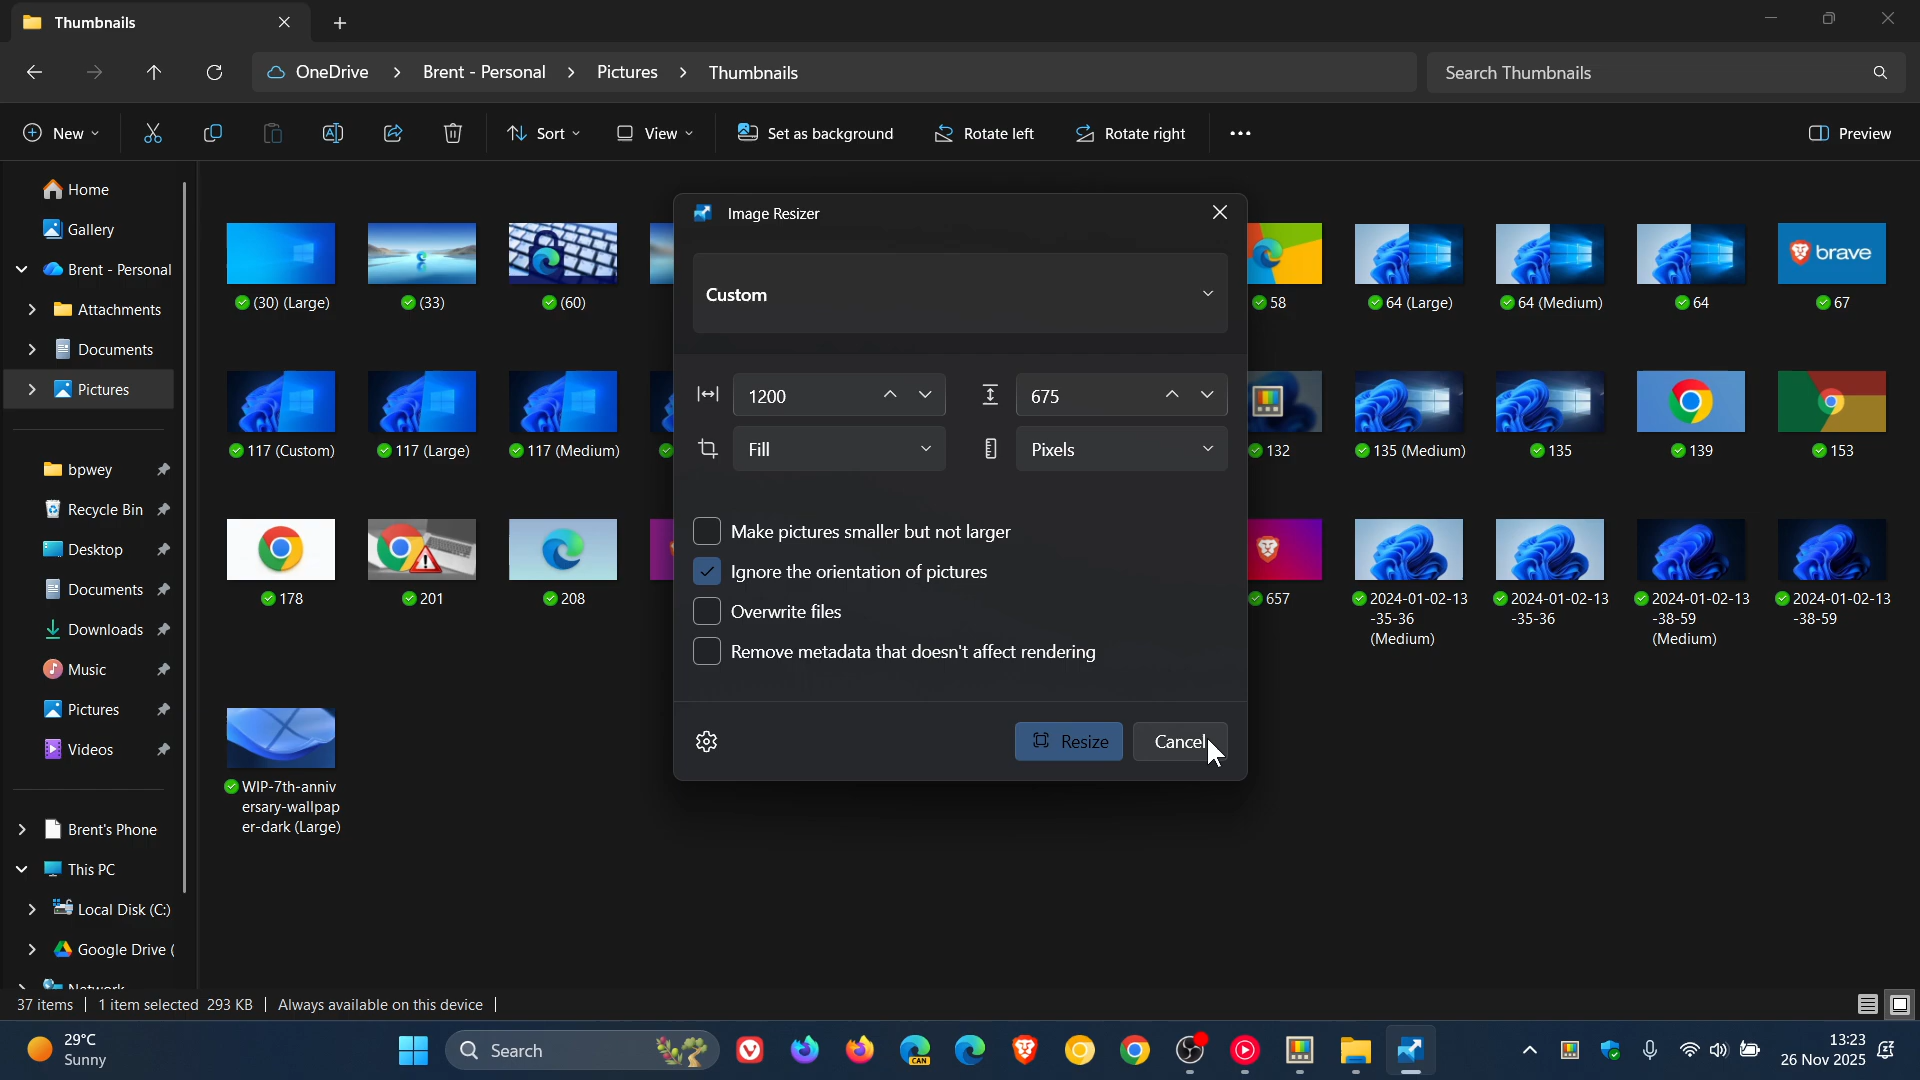 Thumbnails
OneDrive > Brent - Personal > Pictures > Thumbnails
Search Thumbnails
New
Sort
View
Set as background
Rotate left
Rotate right
Preview
Home
Gallery
Brent - Personal
Attachments
Documents
Pictures
bpwey
Recycle Bin
Desktop
Documents
Downloads
Music
Pictures
Videos
Brent's Phone
This PC
Local Disk (C:)
Google Drive (
Network
(30) (Large)
(33)
(60)
58
64 (Large)
64 (Medium)
64
brave
67
117 (Custom)
117 (Large)
117 (Medium)
132
135 (Medium)
135
139
153
178
201
208
657
2024-01-02-13
-35-36
(Medium)
2024-01-02-13
-35-36
2024-01-02-13
-38-59
(Medium)
2024-01-02-13
-38-59
WIP-7th-anniv
ersary-wallpap
er-dark (Large)
Image Resizer
Custom
1200
675
Fill
Pixels
Make pictures smaller but not larger
Ignore the orientation of pictures
Overwrite files
Remove metadata that doesn't affect rendering
Resize
Cancel
37 items | 1 item selected 293 KB | Always available on this device |
29°C
Sunny
Search
CAN
13:23
26 Nov 2025